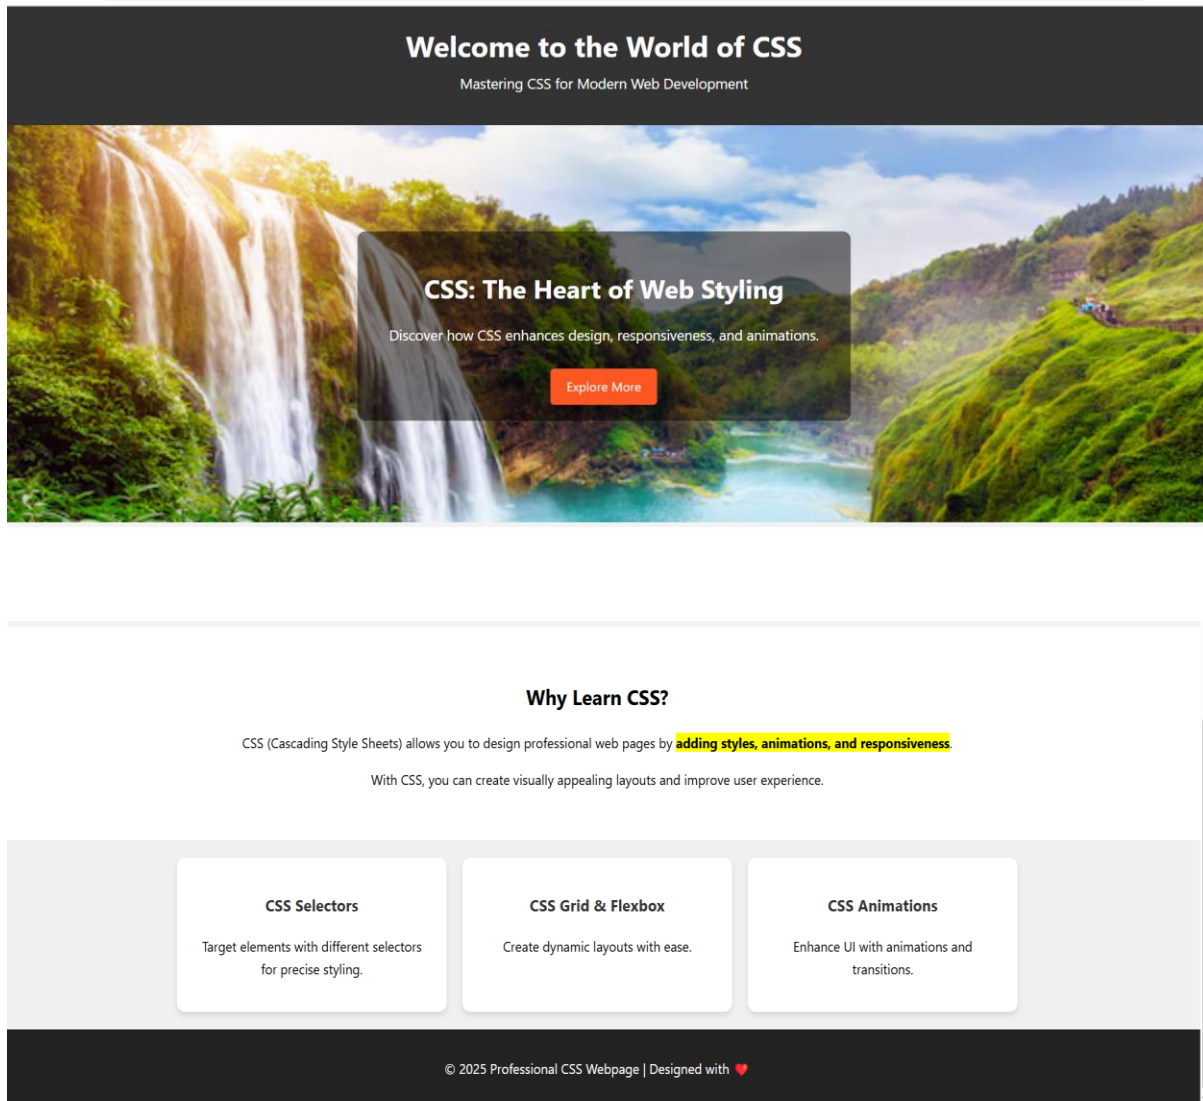 Welcome to the World of CSS
Mastering CSS for Modern Web Development
CSS: The Heart of Web Styling
Discover how CSS enhances design, responsiveness, and animations.
Explore More
Why Learn CSS?
CSS (Cascading Style Sheets) allows you to design professional web pages by adding styles, animations, and responsiveness.
With CSS, you can create visually appealing layouts and improve user experience.
CSS Selectors
Target elements with different selectors
for precise styling.
CSS Grid & Flexbox
Create dynamic layouts with ease.
CSS Animations
Enhance UI with animations and
transitions.
© 2025 Professional CSS Webpage | Designed with ❤️